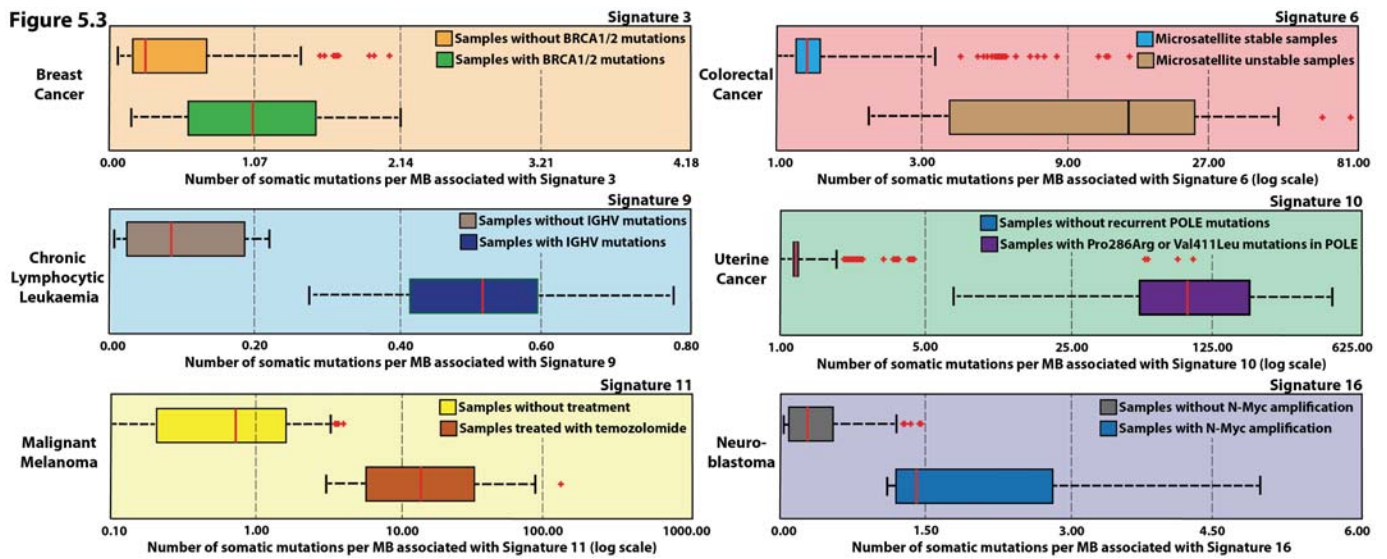 Figure 5.3
Signature 3
Breast
Cancer
Samples without BRCA1/2 mutations
Samples with BRCA1/2 mutations
0.00 1.07 2.14 3.21 4.18
Number of somatic mutations per MB associated with Signature 3
Signature 6
Colorectal
Cancer
Microsatellite stable samples
Microsatellite unstable samples
1.00 3.00 9.00 27.00 81.00
Number of somatic mutations per MB associated with Signature 6 (log scale)
Signature 9
Chronic
Lymphocytic
Leukaemia
Samples without IGHV mutations
Samples with IGHV mutations
0.00 0.20 0.40 0.60 0.80
Number of somatic mutations per MB associated with Signature 9
Signature 10
Uterine
Cancer
Samples without recurrent POLE mutations
Samples with Pro286Arg or Val411Leu mutations in POLE
1.00 5.00 25.00 125.00 625.00
Number of somatic mutations per MB associated with Signature 10 (log scale)
Signature 11
Malignant
Melanoma
Samples without treatment
Samples treated with temozolomide
0.10 1.00 10.00 100.00 1000.00
Number of somatic mutations per MB associated with Signature 11 (log scale)
Signature 16
Neuro-
blastoma
Samples without N-Myc amplification
Samples with N-Myc amplification
0.00 1.50 3.00 4.50 6.00
Number of somatic mutations per MB associated with Signature 16